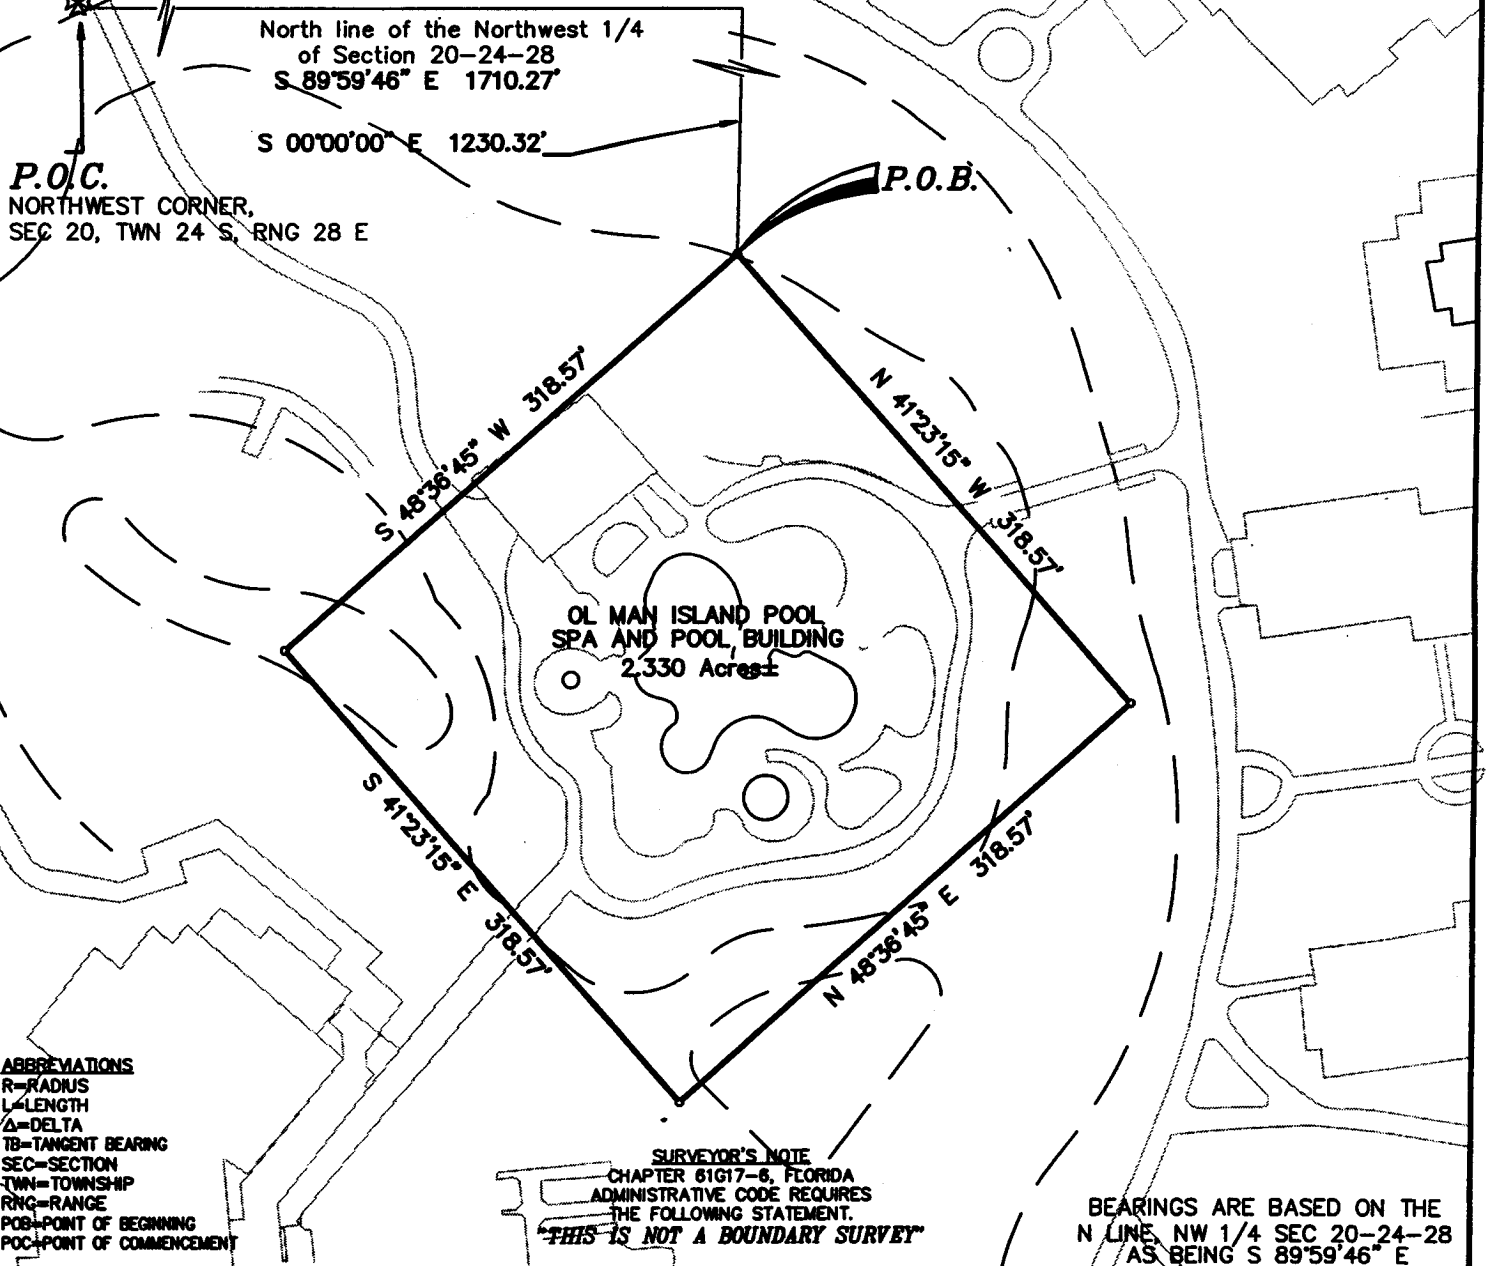 North line of the Northwest 1/4
of Section 20-24-28
S 89°59'46" E 1710.27'
S 00°00'00" E 1230.32'
P.O.C.
NORTHWEST CORNER,
SEC 20, TWN 24 S, RNG 28 E
P.O.B.
S 48°36'45" W 318.57'
N 41°23'15" W 318.57'
OL MAN ISLAND POOL
SPA AND POOL BUILDING
2.330 Acres±
S 41°23'15" E 318.57'
N 48°36'45" E 318.57'
ABBREVIATIONS
R=RADIUS
L=LENGTH
Δ=DELTA
TB=TANGENT BEARING
SEC=SECTION
TWN=TOWNSHIP
RNG=RANGE
POB=POINT OF BEGINNING
POC=POINT OF COMMENCEMENT
SURVEYOR'S NOTE
CHAPTER 61G17-6, FLORIDA
ADMINISTRATIVE CODE REQUIRES
THE FOLLOWING STATEMENT.
"THIS IS NOT A BOUNDARY SURVEY"
BEARINGS ARE BASED ON THE
N LINE, NW 1/4 SEC 20-24-28
AS BEING S 89°59'46" E